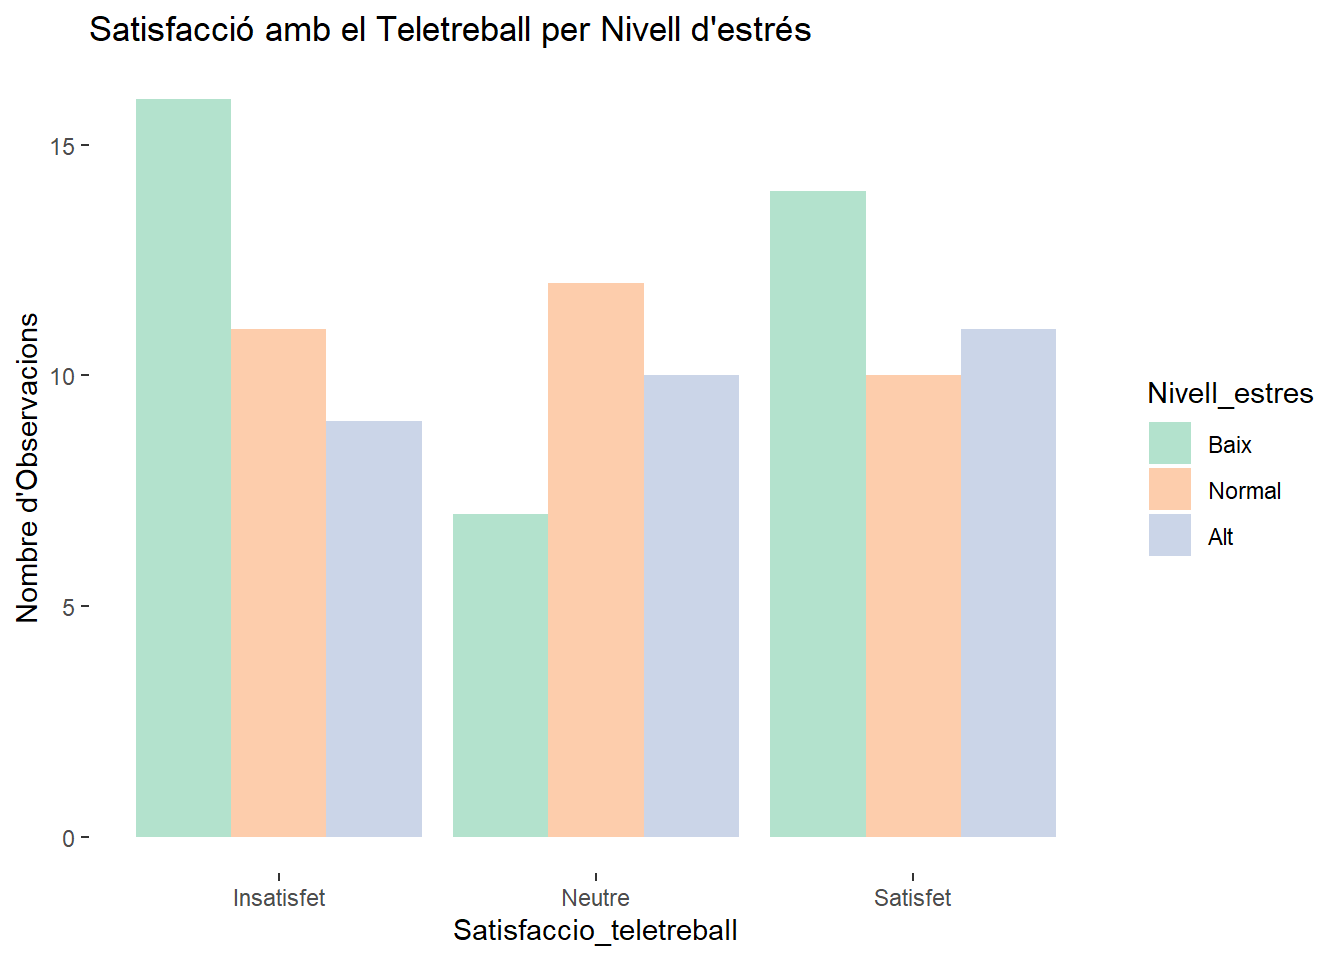 Satisfacció amb el Teletreball per Nivell d'estrés
Nombre d'Observacions
15
10
5
0
Insatisfet
Neutre
Satisfet
Satisfaccio_teletreball
Nivell_estres
Baix
Normal
Alt